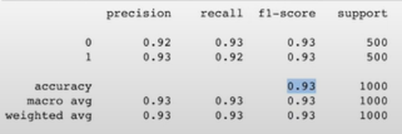 precision recall f1-score support
0 0.92 0.93 0.93 500
1 0.93 0.92 0.93 500
accuracy 0.93 1000
macro avg 0.93 0.93 0.93 1000
weighted avg 0.93 0.93 0.93 1000